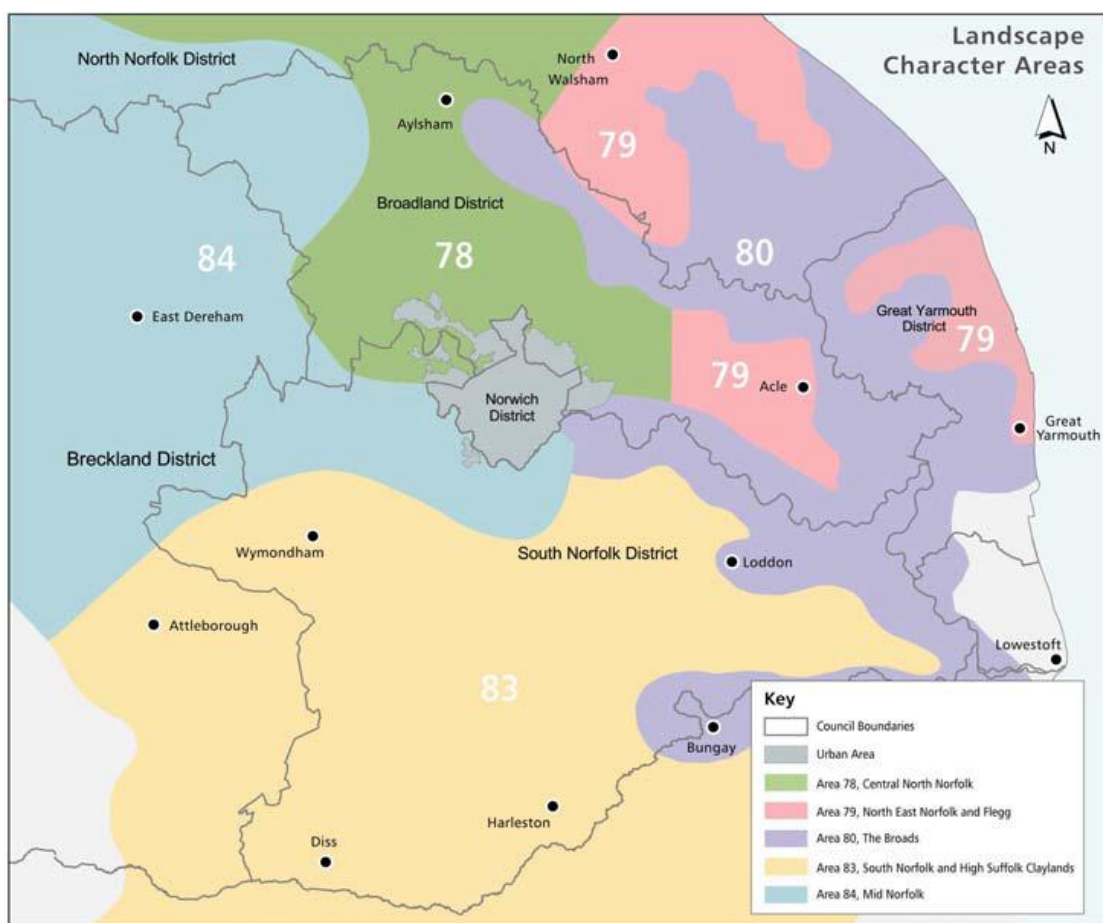 Landscape
Character Areas
N
North Norfolk District
North
Walsham
Aylsham
79
Broadland District
84
78
80
East Dereham
Great Yarmouth
District
79
79
Acle
Norwich
District
Great
Yarmouth
Breckland District
Wymondham
South Norfolk District
Loddon
Attleborough
Lowestoft
83
Bungay
Harleston
Diss
Key
Council Boundaries
Urban Area
Area 78, Central North Norfolk
Area 79, North East Norfolk and Flegg
Area 80, The Broads
Area 83, South Norfolk and High Suffolk Claylands
Area 84, Mid Norfolk